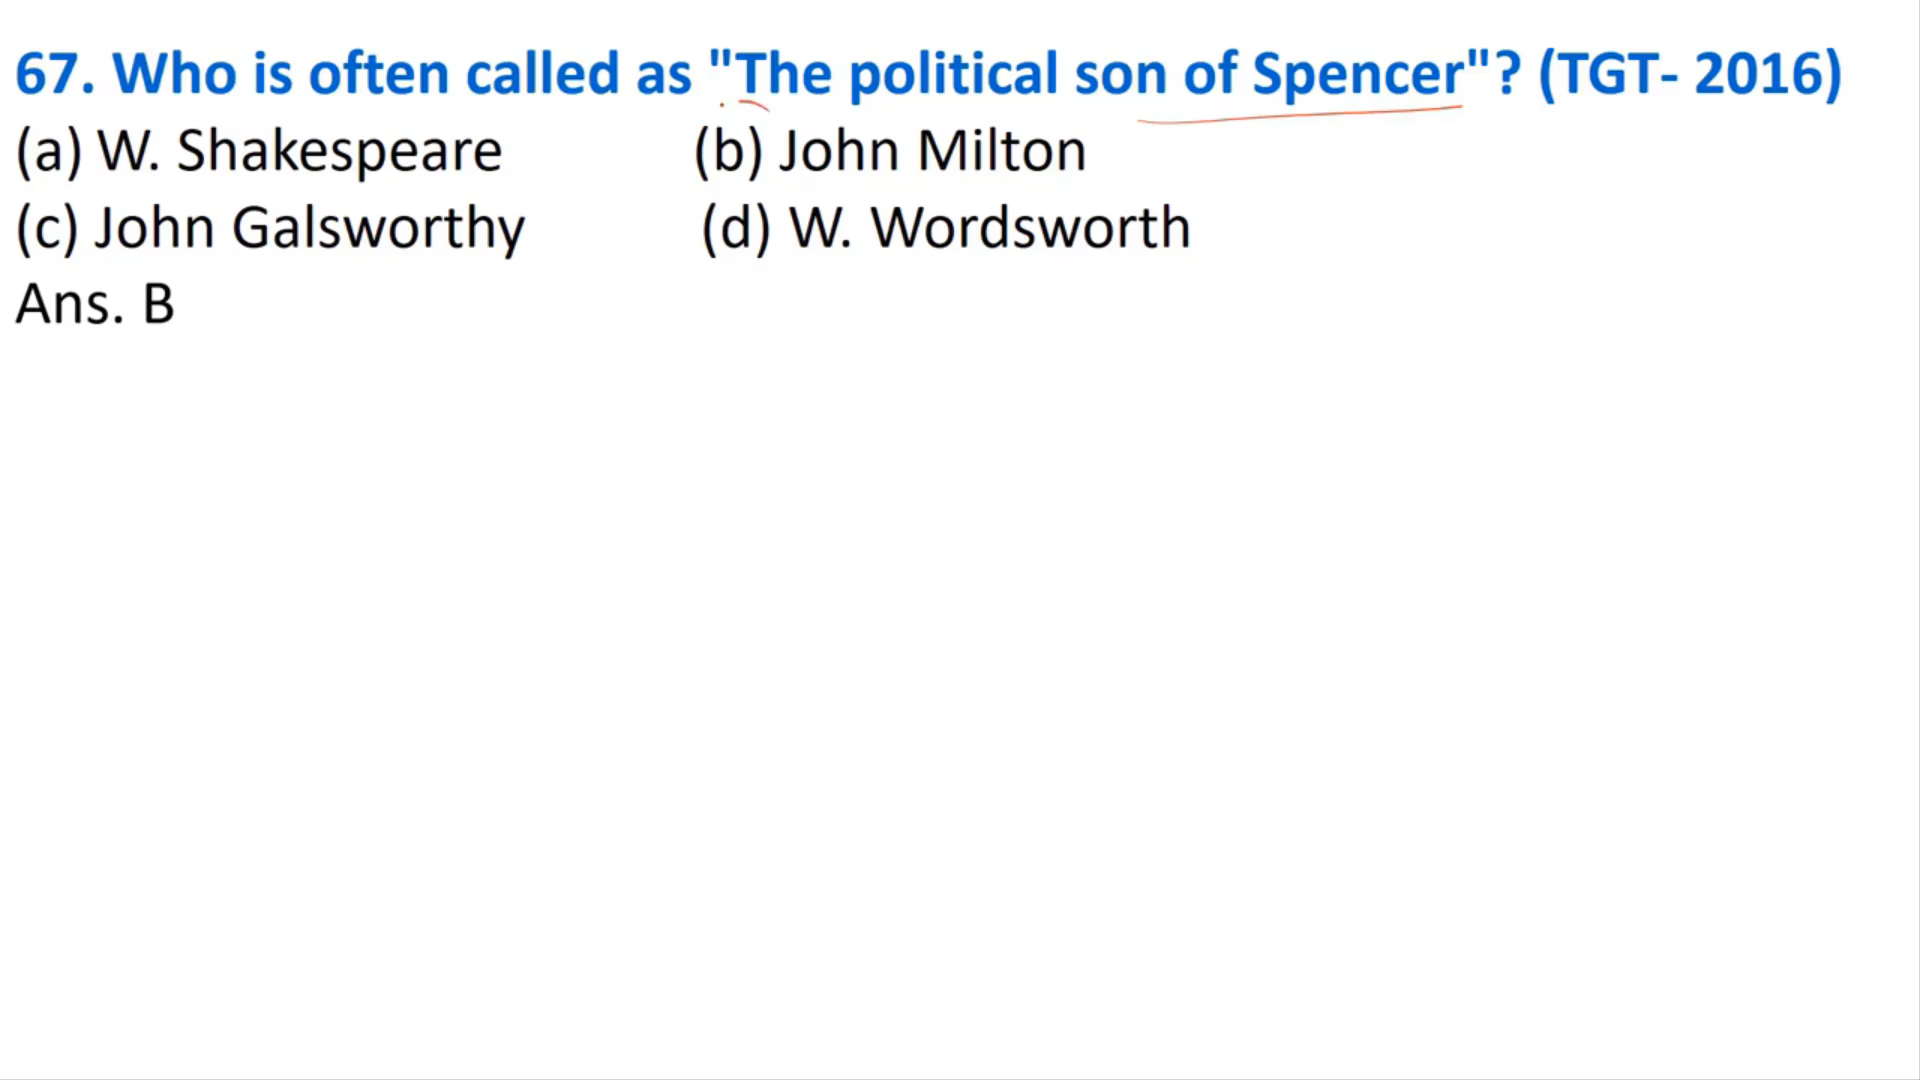 67. Who is often called as "The political son of Spencer"? (TGT- 2016)
(a) W. Shakespeare (b) John Milton
(c) John Galsworthy (d) W. Wordsworth
Ans. B